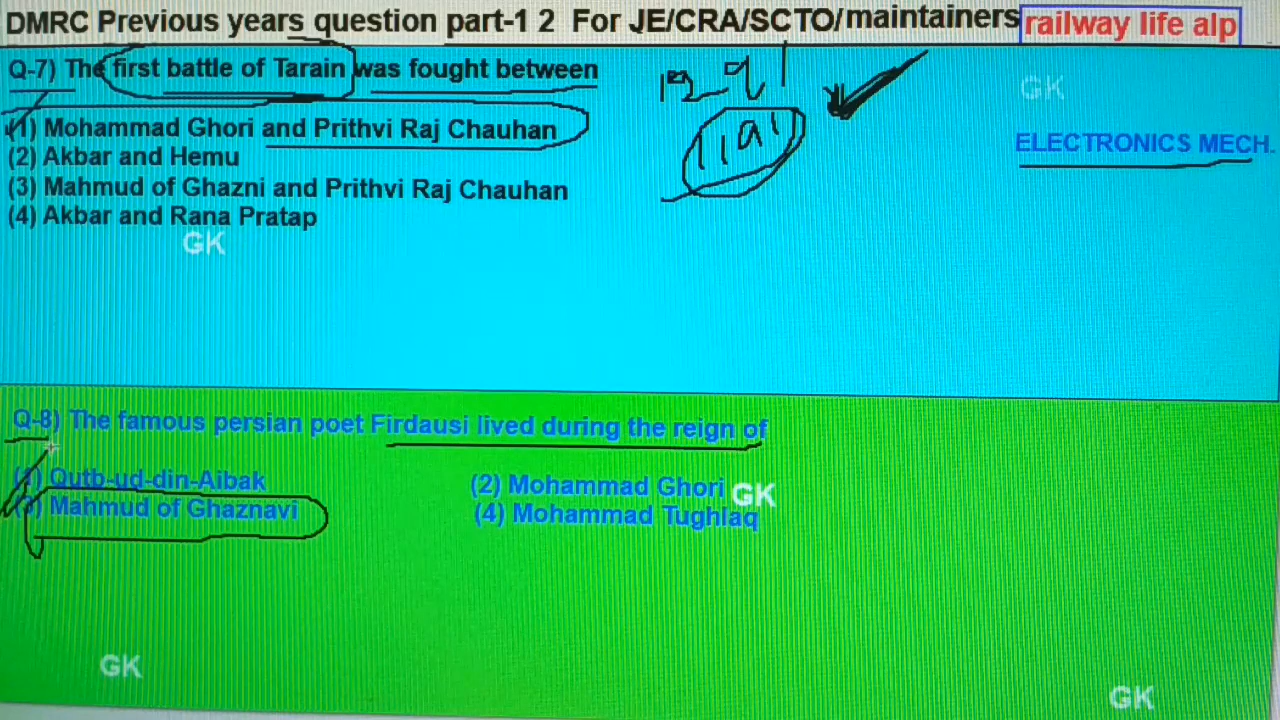 DMRC Previous years question part-1 2 For JE/CRA/SCTO/maintainers
railway life alp
Q-7) The first battle of Tarain was fought between
(1) Mohammad Ghori and Prithvi Raj Chauhan
(2) Akbar and Hemu
(3) Mahmud of Ghazni and Prithvi Raj Chauhan
(4) Akbar and Rana Pratap
GK
1191
GK
ELECTRONICS MECH.
Q-8) The famous persian poet Firdausi lived during the reign of
(1) Qutb-ud-din-Aibak
(2) Mohammad Ghori GK
(3) Mahmud of Ghaznavi
(4) Mohammad Tughlaq
GK
GK